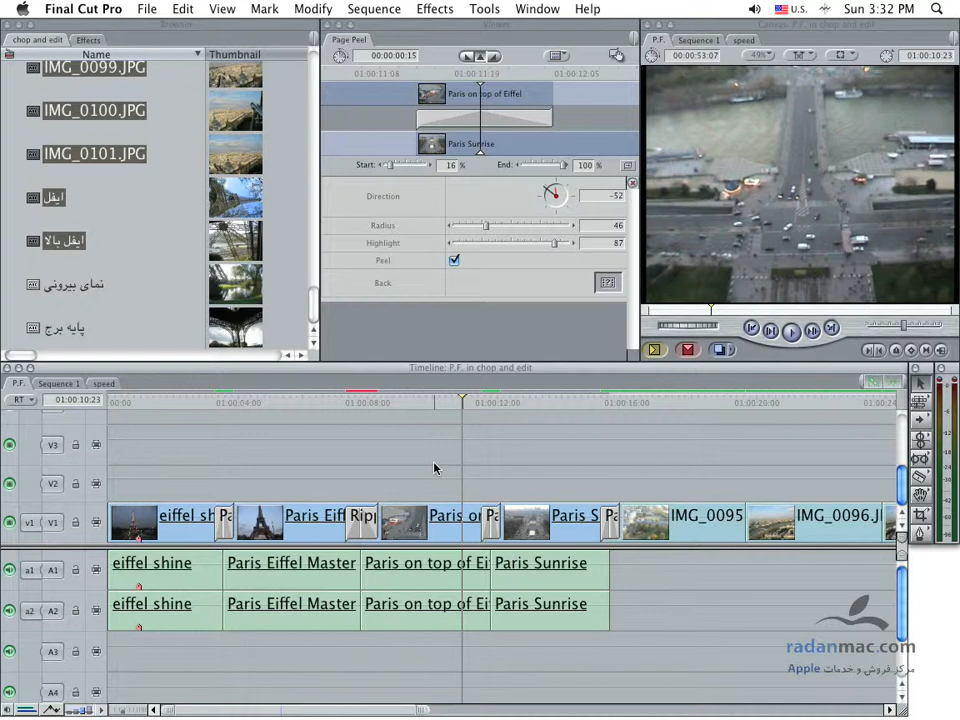 Final Cut Pro File Edit View Mark Modify Sequence Effects Tools Window Help U.S. Sun 3:32 PM
Browser
Viewer
Canvas: P.F. in chop and edit
chop and edit Effects
Name Thumbnail
IMG_0099.JPG
IMG_0100.JPG
IMG_0101.JPG
ایفل
ایفل بالا
نمای بیرونی
پایه برج
Page Peel
00:00:00:15
01:00:11:08 01:00:11:19 01:00:12:05
Paris on top of Eiffel
Paris Sunrise
Start: 16 % End: 100 %
Direction -52
Radius 46
Highlight 87
Peel
Back
P.F. Sequence 1 speed
00:00:53:07 49% 01:00:10:23
Timeline: P.F. in chop and edit
P.F. Sequence 1 speed
RT 01:00:10:23 00:00 01:00:04:00 01:00:08:00 01:00:12:00 01:00:16:00 01:00:20:00 01:00:24
V3
V2
v1 V1 eiffel sh Pa Paris Eiff Ripp Paris or Pa Paris S Pa IMG_0095 IMG_0096.J
a1 A1 eiffel shine Paris Eiffel Master Paris on top of Ei Paris Sunrise
a2 A2 eiffel shine Paris Eiffel Master Paris on top of Ei Paris Sunrise
A3
A4
radanmac.com
مرکز فروش و خدمات Apple